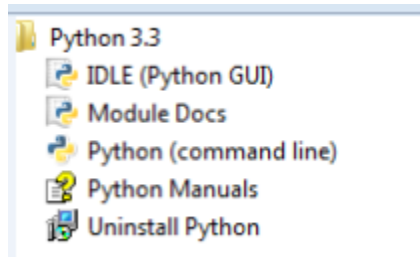 Python 3.3
IDLE (Python GUI)
Module Docs
Python (command line)
Python Manuals
Uninstall Python